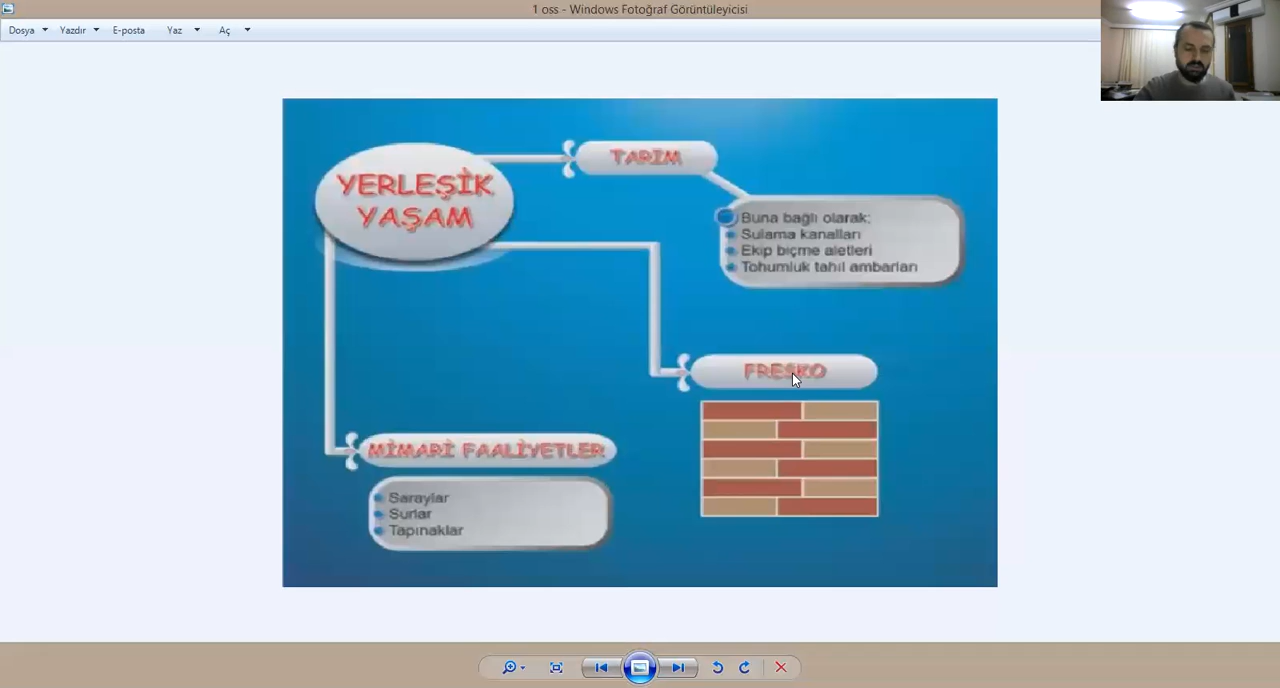 1 oss - Windows Fotoğraf Görüntüleyicisi
Dosya Yazdır E-posta Yaz Aç
YERLEŞİK
YAŞAM
TARIM
Buna bağlı olarak;
Sulama kanalları
Ekip biçme aletleri
Tohumluk tahıl ambarları
FRESKO
MİMARİ FAALİYETLER
Saraylar
Surlar
Tapınaklar